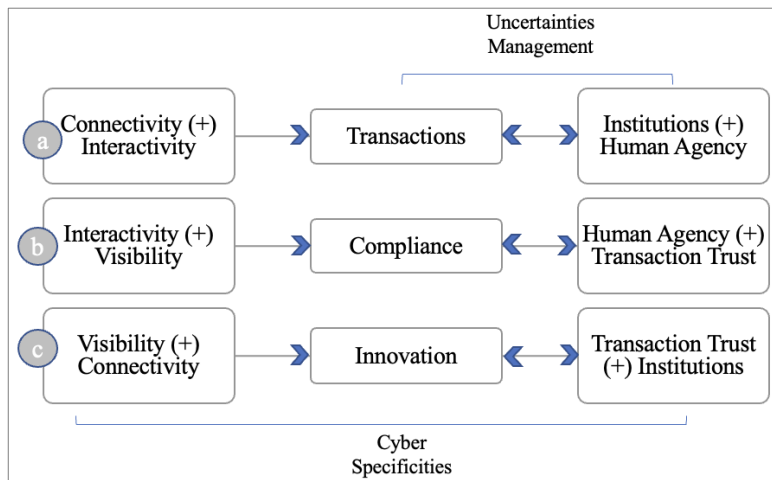 Uncertainties
Management
a
Connectivity (+)
Interactivity
Transactions
Institutions (+)
Human Agency
b
Interactivity (+)
Visibility
Compliance
Human Agency (+)
Transaction Trust
c
Visibility (+)
Connectivity
Innovation
Transaction Trust
(+) Institutions
Cyber
Specificities